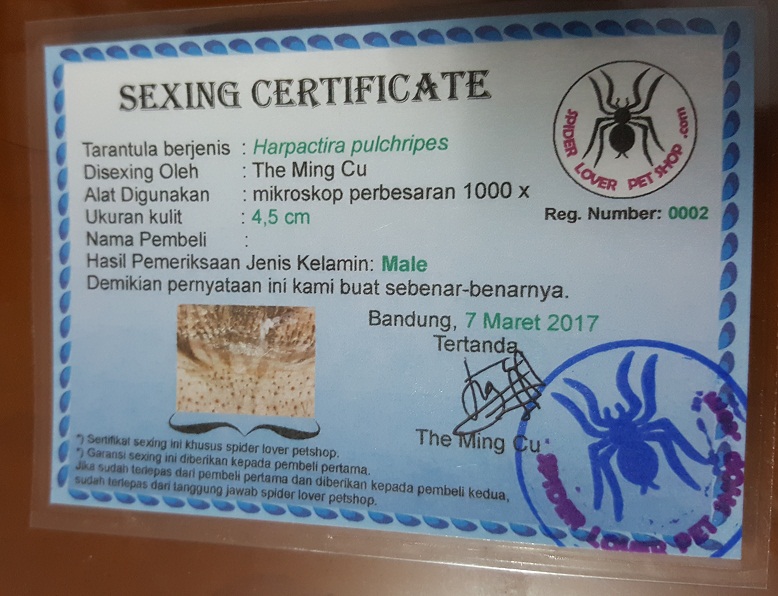 SEXING CERTIFICATE
SPIDER LOVER PET SHOP .com
Tarantula berjenis : Harpactira pulchripes
Disexing Oleh : The Ming Cu
Alat Digunakan : mikroskop perbesaran 1000 x
Ukuran kulit : 4,5 cm
Reg. Number: 0002
Nama Pembeli :
Hasil Pemeriksaan Jenis Kelamin: Male
Demikian pernyataan ini kami buat sebenar-benarnya.
Bandung, 7 Maret 2017
Tertanda
The Ming Cu
*) Sertifikat sexing ini khusus spider lover petshop.
*) Garansi sexing ini diberikan kepada pembeli pertama.
Jika sudah terlepas dari pembeli pertama dan diberikan kepada pembeli kedua,
sudah terlepas dari tanggung jawab spider lover petshop.
SPIDER LOVER PET SHOP